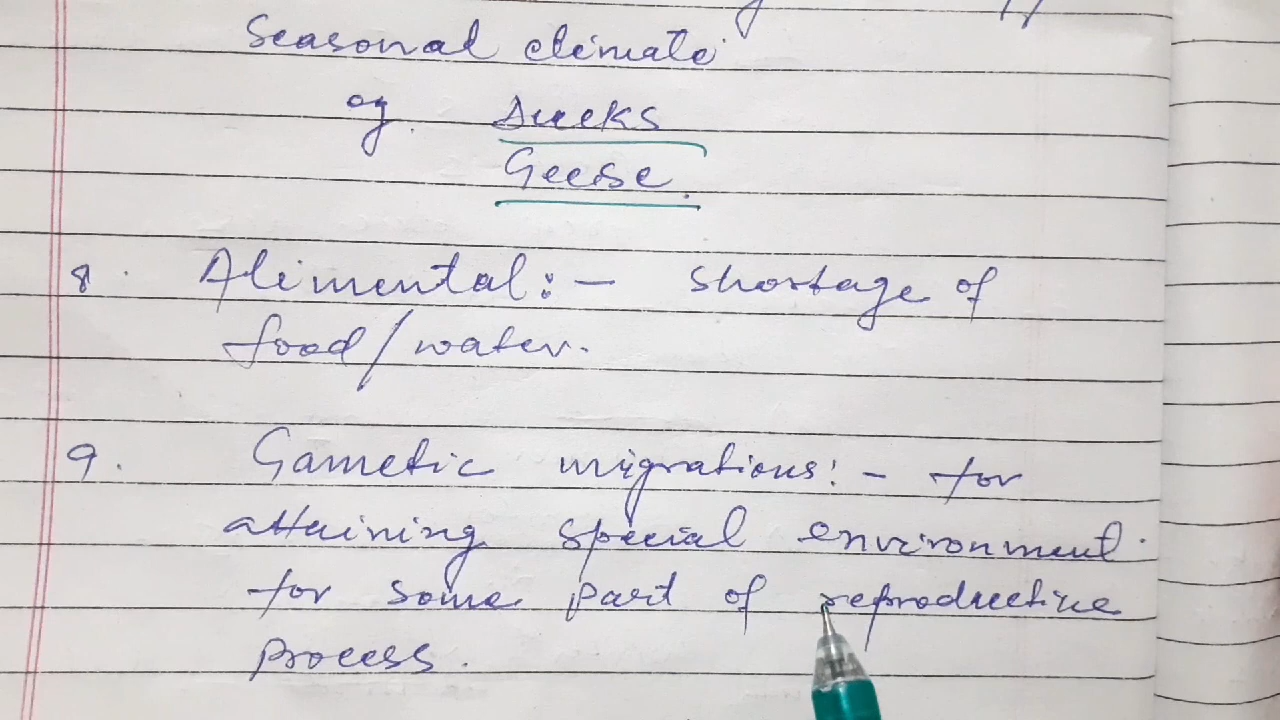 Seasonal climate
eg. Ducks
Geese.
8. Alimental :- Shortage of
food/water.
9. Gametic migrations :- for
attaining special environment
for some part of reproductive
process.